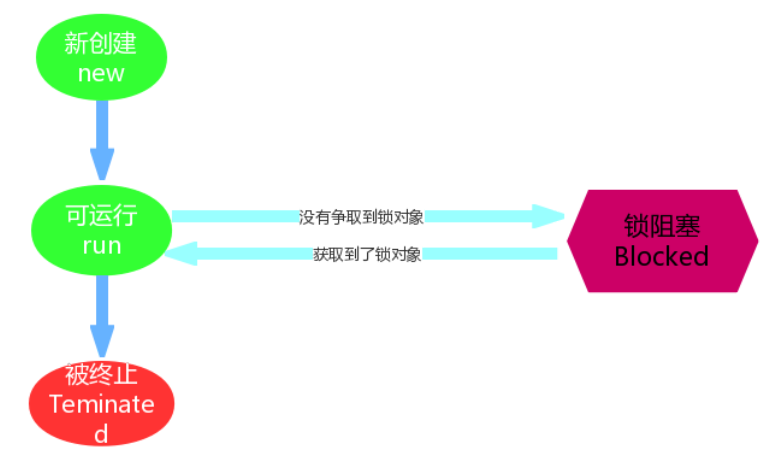 新创建
new
可运行
run
没有争取到锁对象
获取到了锁对象
锁阻塞
Blocked
被终止
Teminate
d